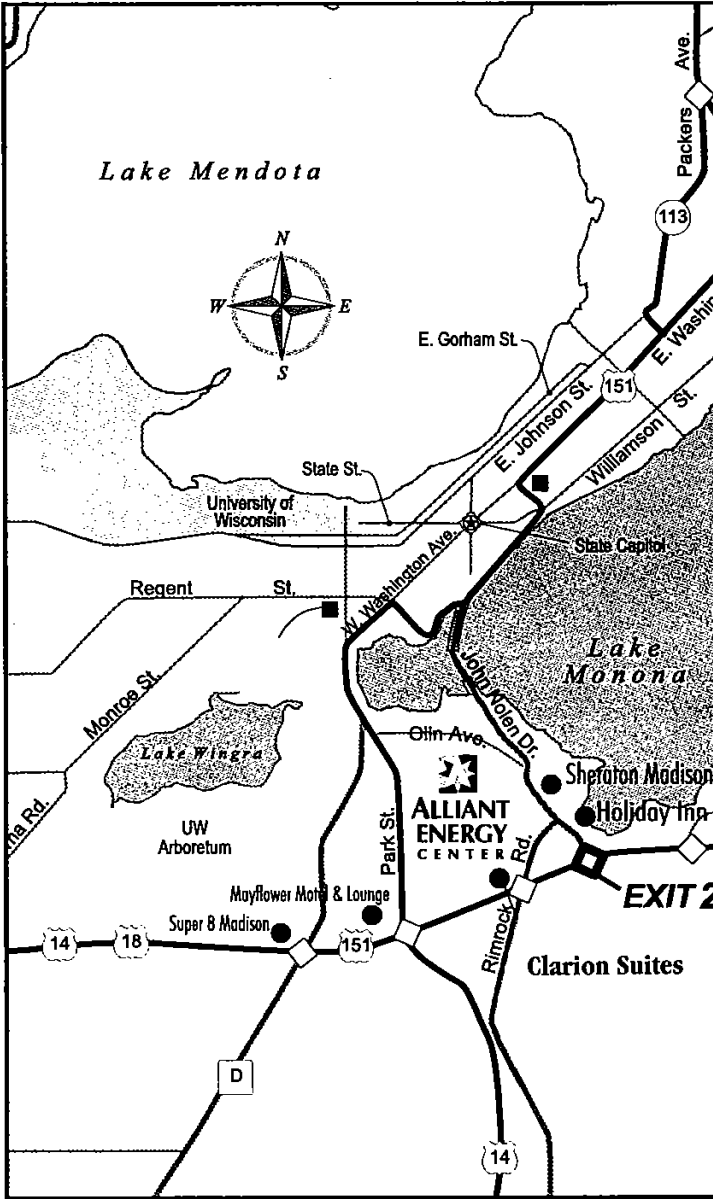 Ave.
Packers
Lake Mendota
113
N
W
E
S
E. Gorham St.
E. Washin
151
E. Johnson St.
Williamson St.
State St.
University of
Wisconsin
State Capitol
W. Washington Ave.
Regent St.
Lake
Monona
Monroe St.
John Nolen Dr.
Olin Ave.
Lake Wingra
Sheraton Madison
Holiday Inn
ALLIANT
ENERGY
CENTER
na Rd.
UW
Arboretum
Park St.
Rimrock Rd.
Mayflower Motel & Lounge
EXIT 2
Super 8 Madison
14
18
151
Clarion Suites
D
14